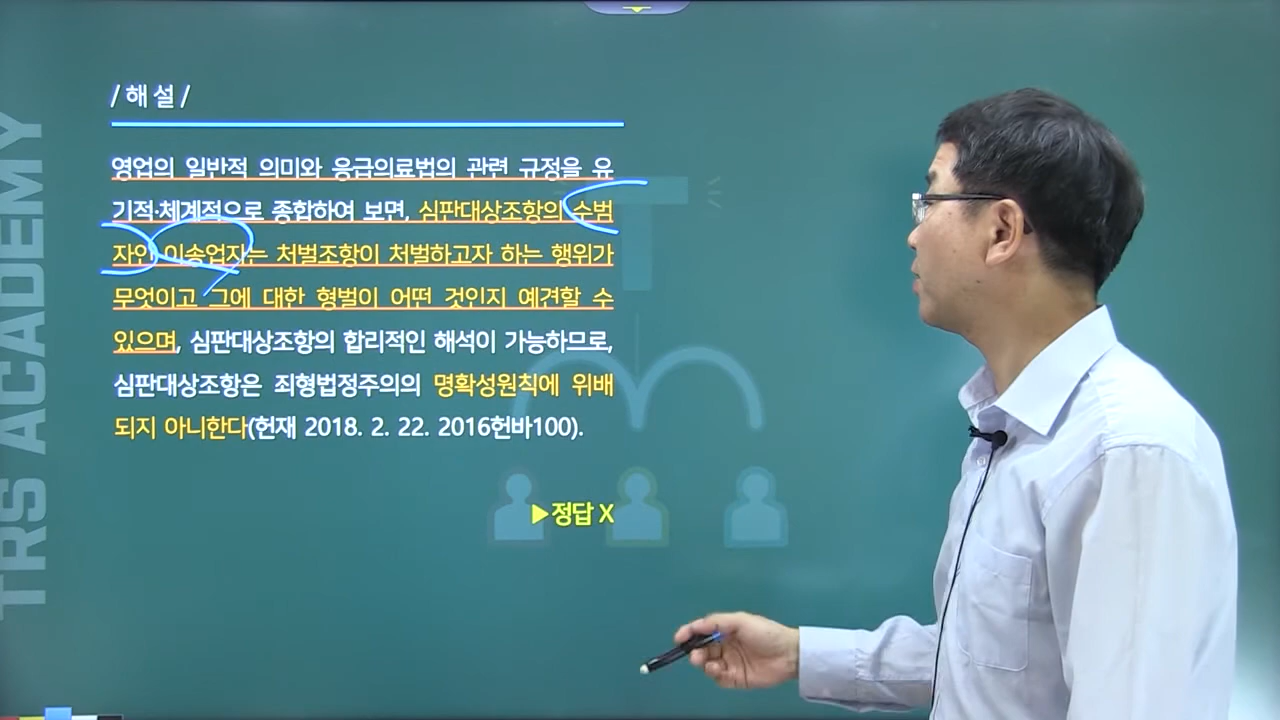 / 해 설 /
영업의 일반적 의미와 응급의료법의 관련 규정을 유
기적·체계적으로 종합하여 보면, 심판대상조항의 수범
자인 이송업자는 처벌조항이 처벌하고자 하는 행위가
무엇이고 그에 대한 형벌이 어떤 것인지 예견할 수
있으며, 심판대상조항의 합리적인 해석이 가능하므로,
심판대상조항은 죄형법정주의의 명확성원칙에 위배
되지 아니한다(헌재 2018. 2. 22. 2016헌바100).
▶정답 X
TRS ACADEMY